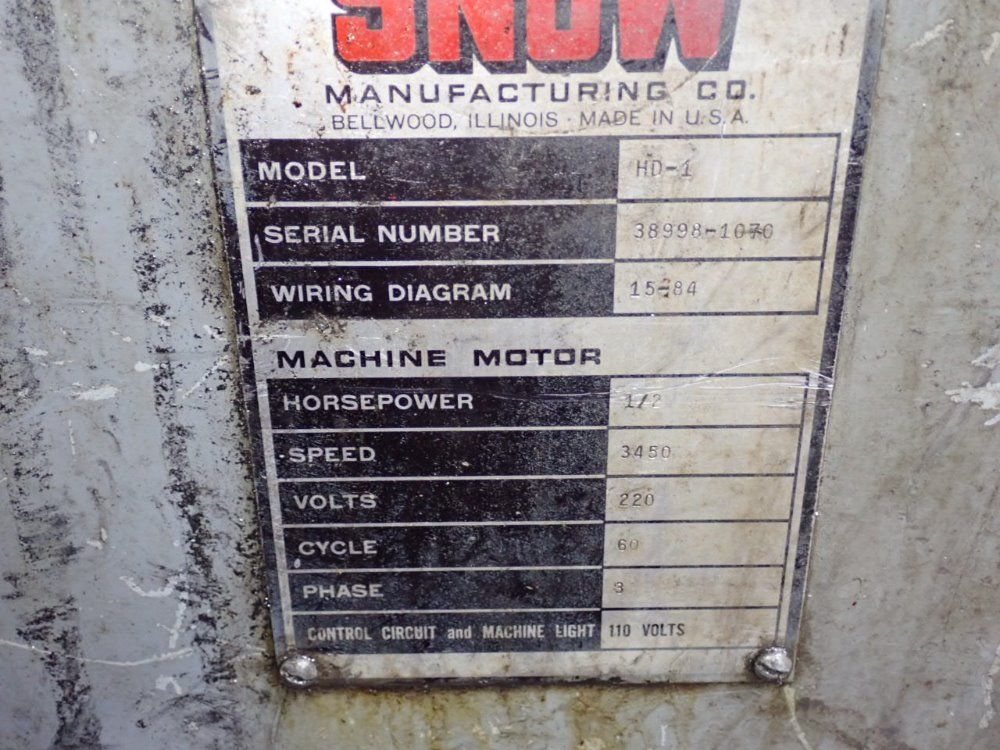 SNOW
MANUFACTURING CO.
BELLWOOD, ILLINOIS · MADE IN U.S.A.
MODEL HD-1
SERIAL NUMBER 38998-1070
WIRING DIAGRAM 15-84
MACHINE MOTOR
HORSEPOWER 1/2
SPEED 3450
VOLTS 220
CYCLE 60
PHASE 3
CONTROL CIRCUIT and MACHINE LIGHT 110 VOLTS